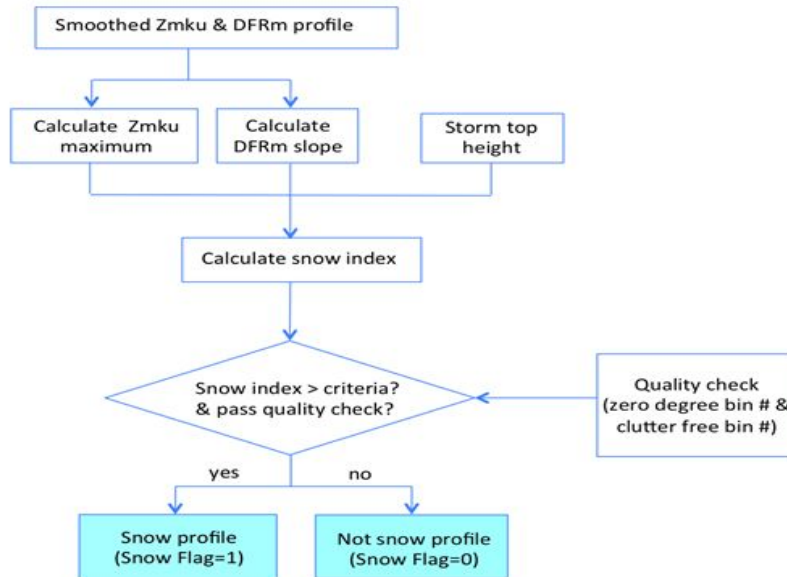 Smoothed Zmku & DFRm profile
Calculate Zmku
maximum
Calculate
DFRm slope
Storm top
height
Calculate snow index
Snow index > criteria?
& pass quality check?
Quality check
(zero degree bin # &
clutter free bin #)
yes
no
Snow profile
(Snow Flag=1)
Not snow profile
(Snow Flag=0)